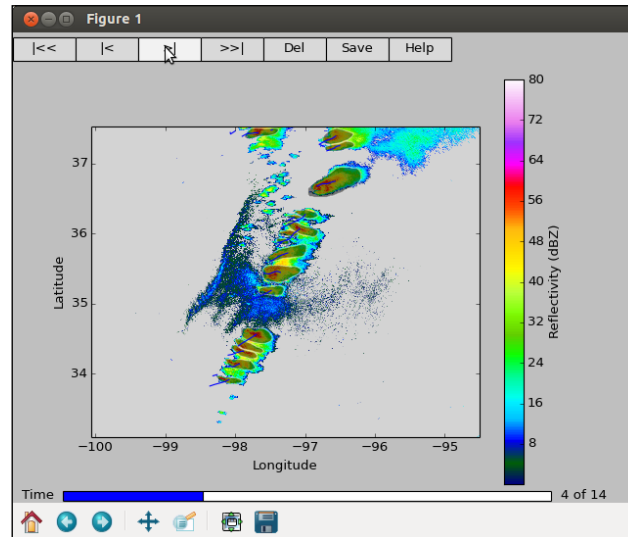 Figure 1
|<< |< >| >>| Del Save Help
80
72
64
56
48
40
32
24
16
8
Reflectivity (dBZ)
37
36
35
34
Latitude
−100 −99 −98 −97 −96 −95
Longitude
Time 4 of 14